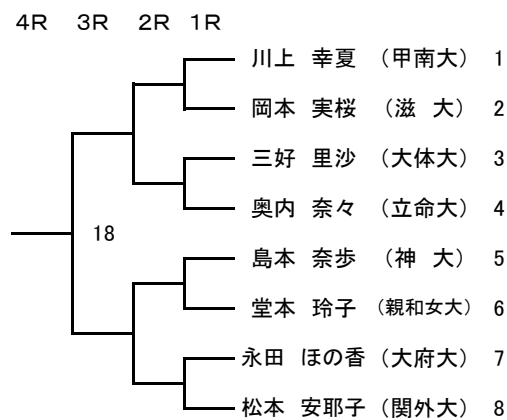 4R 3R 2R 1R
川上 幸夏 （甲南大） 1
岡本 実桜 （滋 大） 2
三好 里沙 （大体大） 3
奥内 奈々 （立命大） 4
18
島本 奈歩 （神 大） 5
堂本 玲子 （親和女大） 6
永田 ほの香 （大府大） 7
松本 安耶子 （関外大） 8